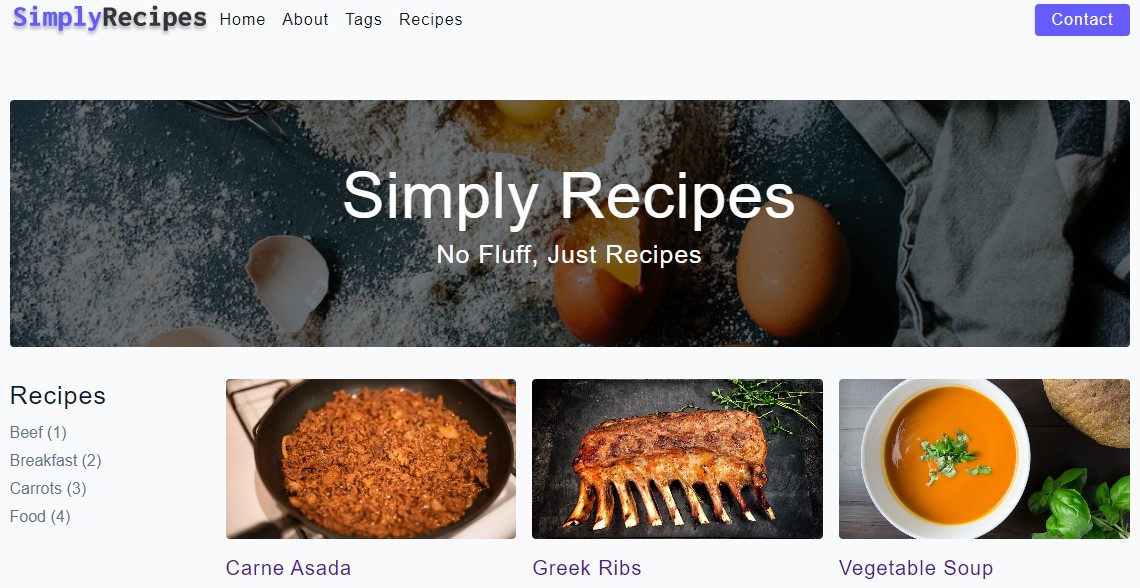 SimplyRecipes Home About Tags Recipes Contact
Simply Recipes
No Fluff, Just Recipes
Recipes
Beef (1)
Breakfast (2)
Carrots (3)
Food (4)
Carne Asada Greek Ribs Vegetable Soup